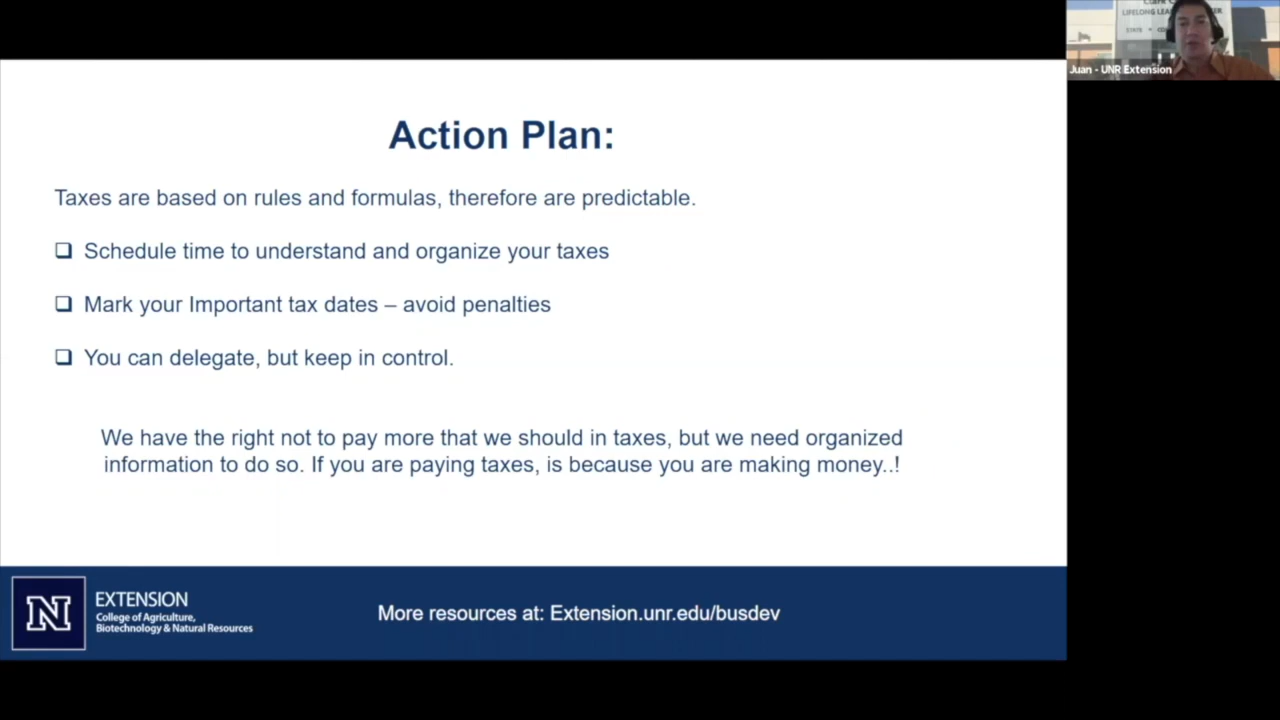 Action Plan:
Taxes are based on rules and formulas, therefore are predictable.
❑ Schedule time to understand and organize your taxes
❑ Mark your Important tax dates – avoid penalties
❑ You can delegate, but keep in control.
We have the right not to pay more that we should in taxes, but we need organized
information to do so. If you are paying taxes, is because you are making money..!
N
EXTENSION
College of Agriculture,
Biotechnology & Natural Resources
More resources at: Extension.unr.edu/busdev
LIFELONG
Juan - UNR Extension